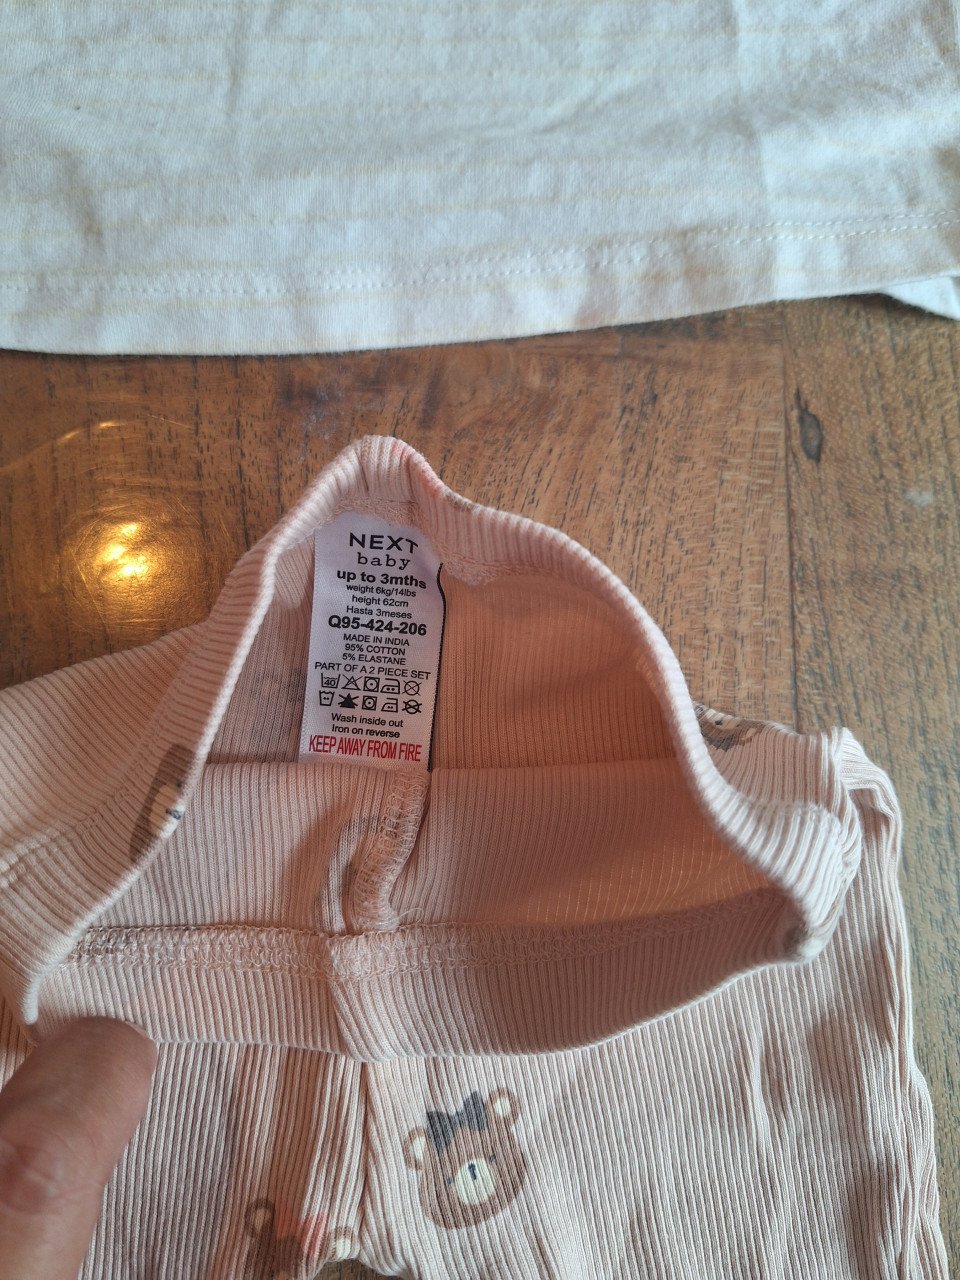 NEXT
baby
up to 3mths
weight 6kg/14lbs
height 62cm
Hasta 3meses
Q95-424-206
MADE IN INDIA
95% COTTON
5% ELASTANE
PART OF A 2 PIECE SET
40
Wash inside out
Iron on reverse
KEEP AWAY FROM FIRE